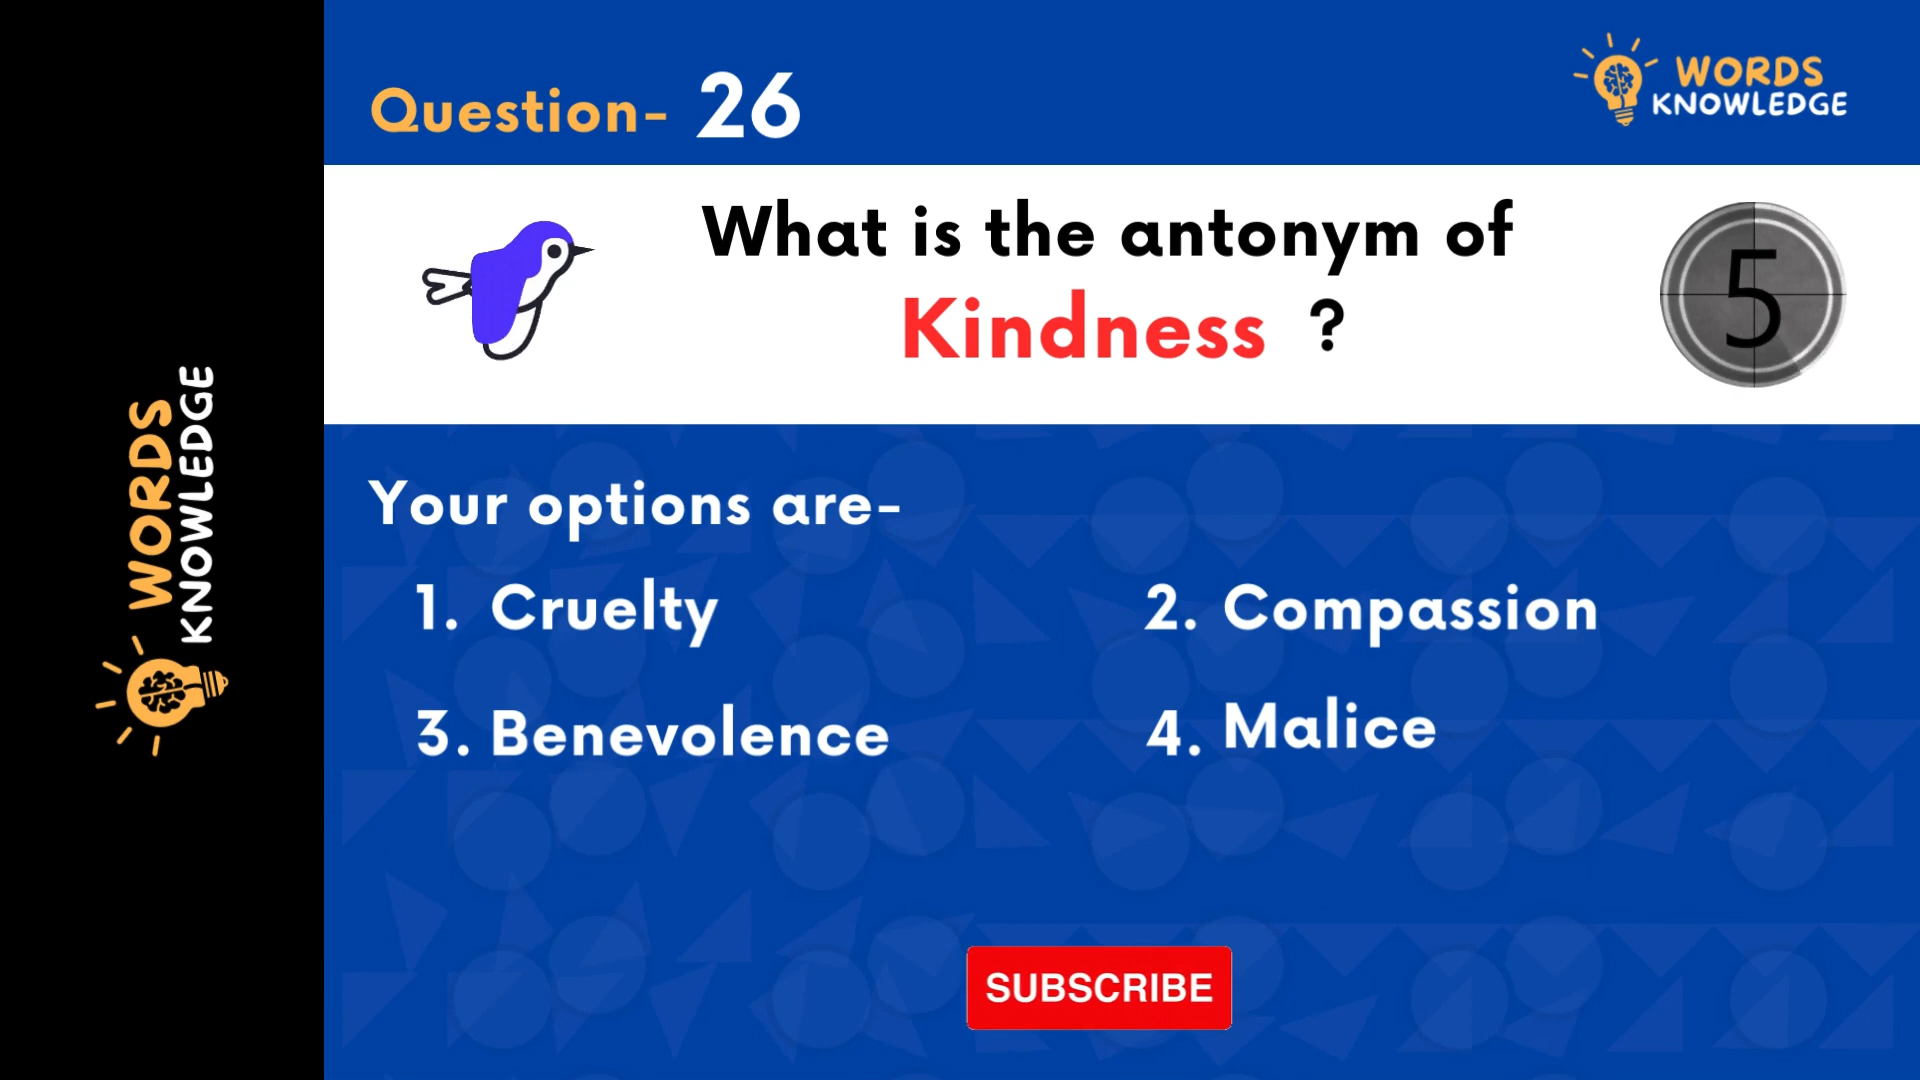 Question- 26
WORDS
KNOWLEDGE
What is the antonym of
Kindness ?
5
WORDS
KNOWLEDGE
Your options are-
1. Cruelty
2. Compassion
3. Benevolence
4. Malice
SUBSCRIBE